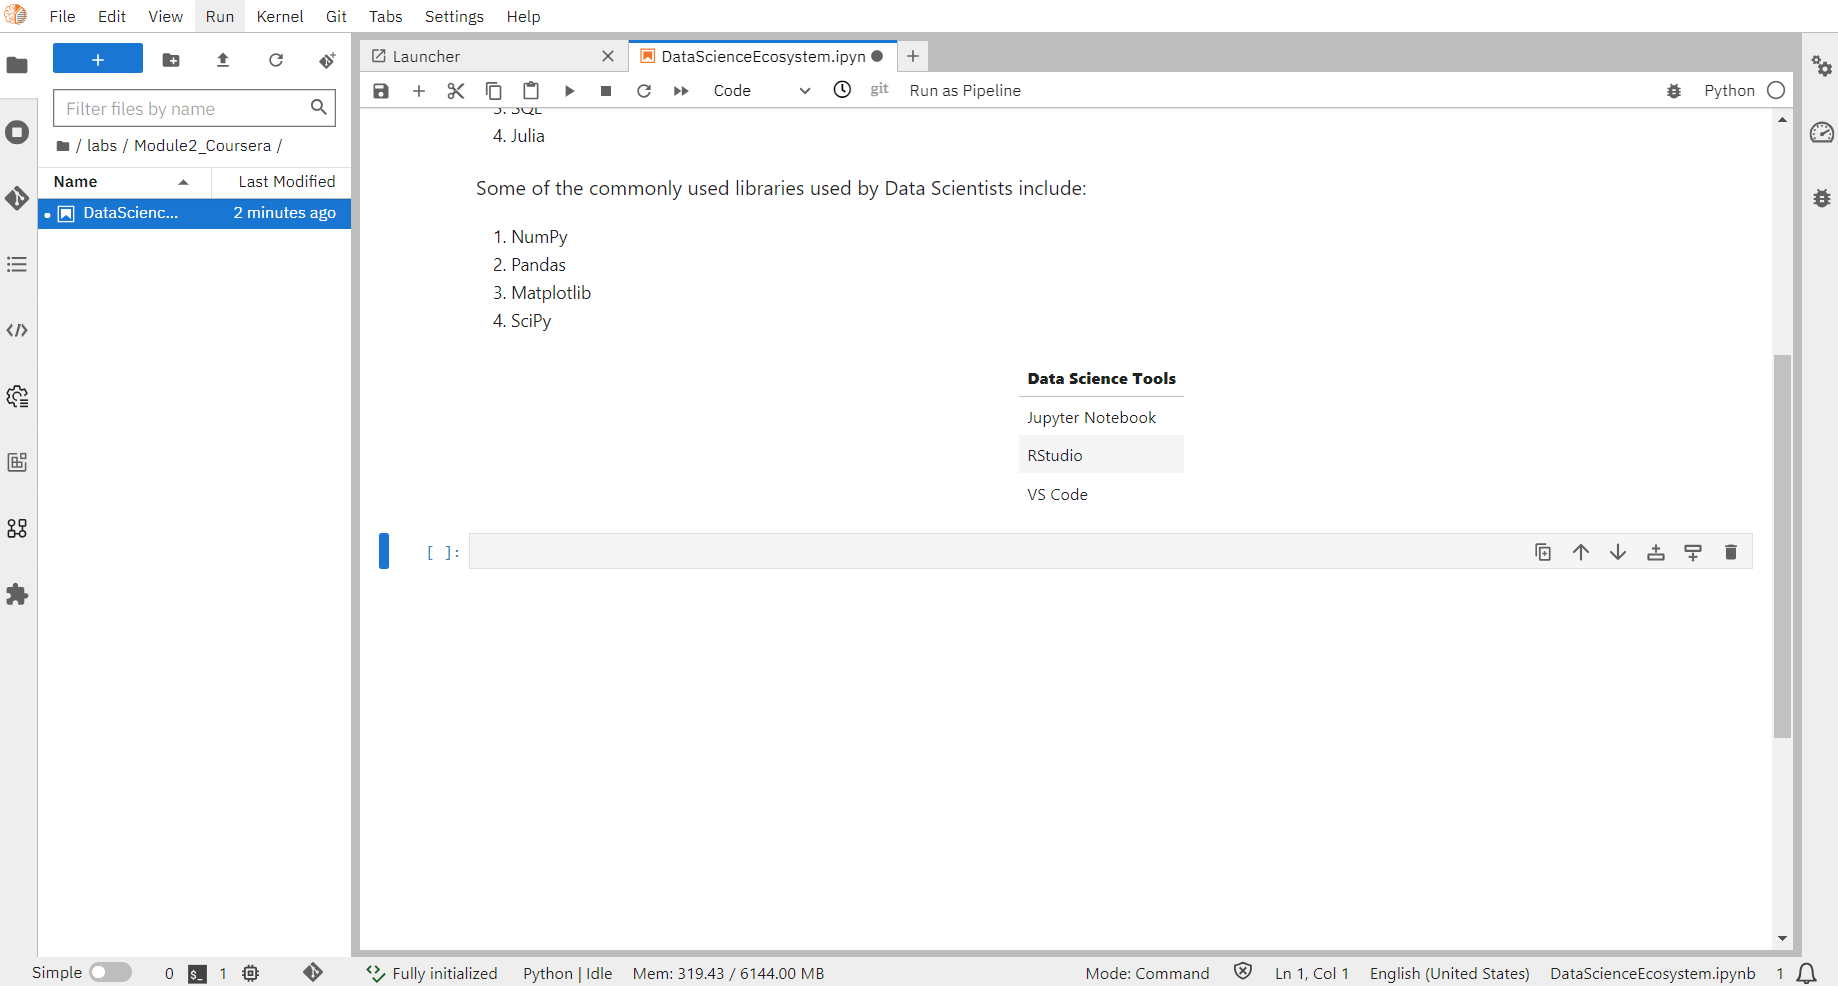 File Edit View Run Kernel Git Tabs Settings Help
+
Filter files by name
/ labs / Module2_Coursera /
Name Last Modified
DataScienc... 2 minutes ago
Launcher
DataScienceEcosystem.ipyn
Code git Run as Pipeline Python
3. SQL
4. Julia
Some of the commonly used libraries used by Data Scientists include:
1. NumPy
2. Pandas
3. Matplotlib
4. SciPy
Data Science Tools
Jupyter Notebook
RStudio
VS Code
[ ]:
Simple 0 $_ 1 Fully initialized Python | Idle Mem: 319.43 / 6144.00 MB Mode: Command Ln 1, Col 1 English (United States) DataScienceEcosystem.ipynb 1